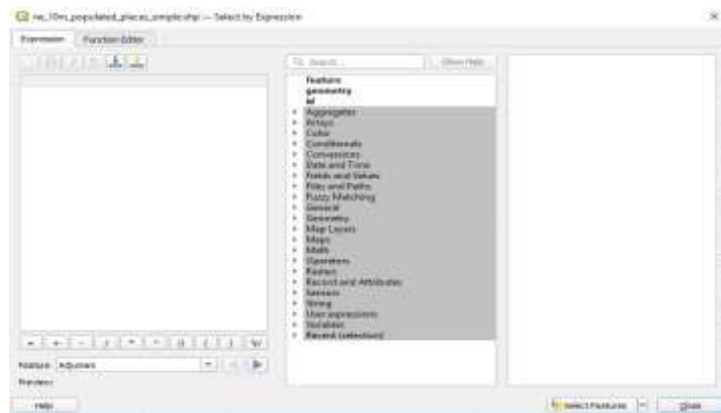 ne_10m_populated_places_simple.shp — Select by Expression
Expression Function Editor
Search... Show Help
feature
geometry
id
Aggregates
Arrays
Color
Conditionals
Conversions
Date and Time
Fields and Values
Files and Paths
Fuzzy Matching
General
Geometry
Map Layers
Maps
Math
Operators
Rasters
Record and Attributes
Sensors
String
User expressions
Variables
Recent (selection)
= + - / * ^ || ( ) \n'
Feature
Preview:
Help Select Features Close